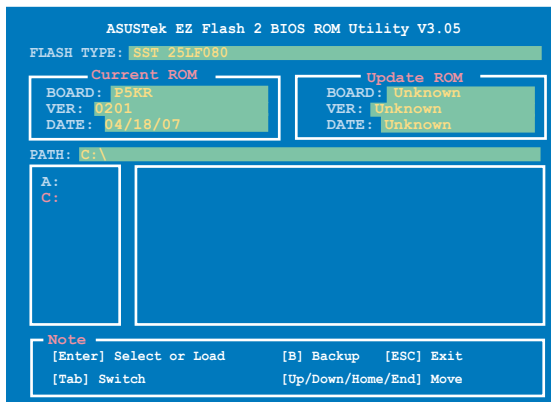 ASUSTek EZ Flash 2 BIOS ROM Utility V3.05
FLASH TYPE: SST 25LF080
Current ROM
BOARD: P5KR
VER: 0201
DATE: 04/18/07
Update ROM
BOARD: Unknown
VER: Unknown
DATE: Unknown
PATH: C:\
A:
C:
Note
[Enter] Select or Load [B] Backup [ESC] Exit
[Tab] Switch [Up/Down/Home/End] Move